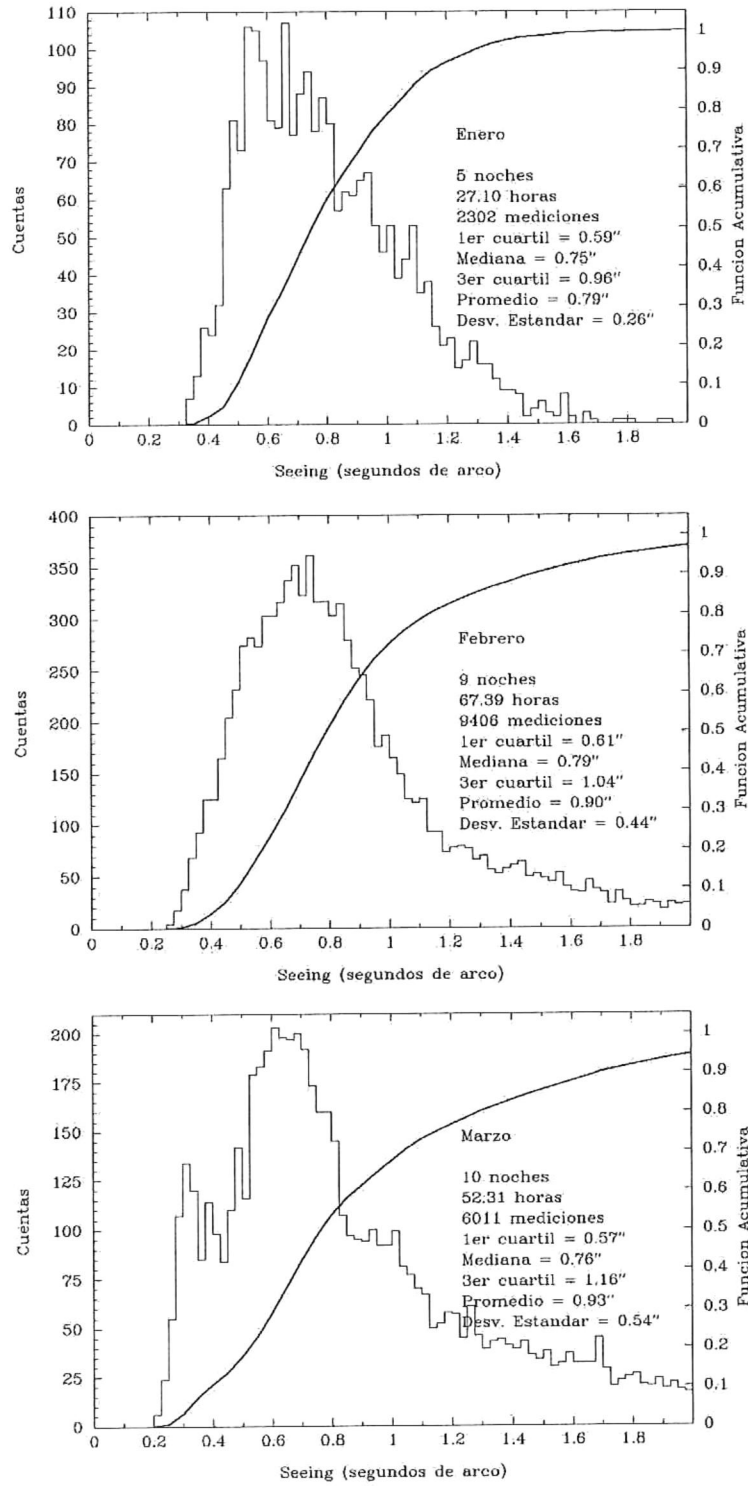 110
100
90
80
70
60
50
40
30
20
10
0
Cuentas
1
0.9
0.8
0.7
0.6
0.5
0.4
0.3
0.2
0.1
0
Funcion Acumulativa
Enero
5 noches
27.10 horas
2302 mediciones
1er cuartil = 0.59"
Mediana = 0.75"
3er cuartil = 0.96"
Promedio = 0.79"
Desv. Estandar = 0.26"
0 0.2 0.4 0.6 0.8 1 1.2 1.4 1.6 1.8
Seeing (segundos de arco)
400
350
300
250
200
150
100
50
0
Cuentas
1
0.9
0.8
0.7
0.6
0.5
0.4
0.3
0.2
0.1
0
Funcion Acumulativa
Febrero
9 noches
67.39 horas
9406 mediciones
1er cuartil = 0.61"
Mediana = 0.79"
3er cuartil = 1.04"
Promedio = 0.90"
Desv. Estandar = 0.44"
0 0.2 0.4 0.6 0.8 1 1.2 1.4 1.6 1.8
Seeing (segundos de arco)
200
175
150
125
100
75
50
25
0
Cuentas
1
0.9
0.8
0.7
0.6
0.5
0.4
0.3
0.2
0.1
0
Funcion Acumulativa
Marzo
10 noches
52.31 horas
6011 mediciones
1er cuartil = 0.57"
Mediana = 0.76"
3er cuartil = 1.16"
Promedio = 0.93"
Desv. Estandar = 0.54"
0 0.2 0.4 0.6 0.8 1 1.2 1.4 1.6 1.8
Seeing (segundos de arco)